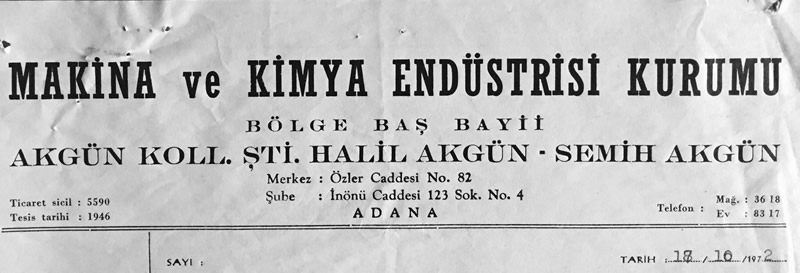 MAKİNA ve KİMYA ENDÜSTRİSİ KURUMU
BÖLGE BAŞ BAYİİ
AKGÜN KOLL. ŞTİ. HALİL AKGÜN - SEMİH AKGÜN
Merkez : Özler Caddesi No. 82
Şube : İnönü Caddesi 123 Sok. No. 4
ADANA
Ticaret sicil : 5590
Tesis tarihi : 1946
Telefon : Mağ. : 36 18
Ev : 83 17
SAYI :
TARİH : 18 / 10 / 1972